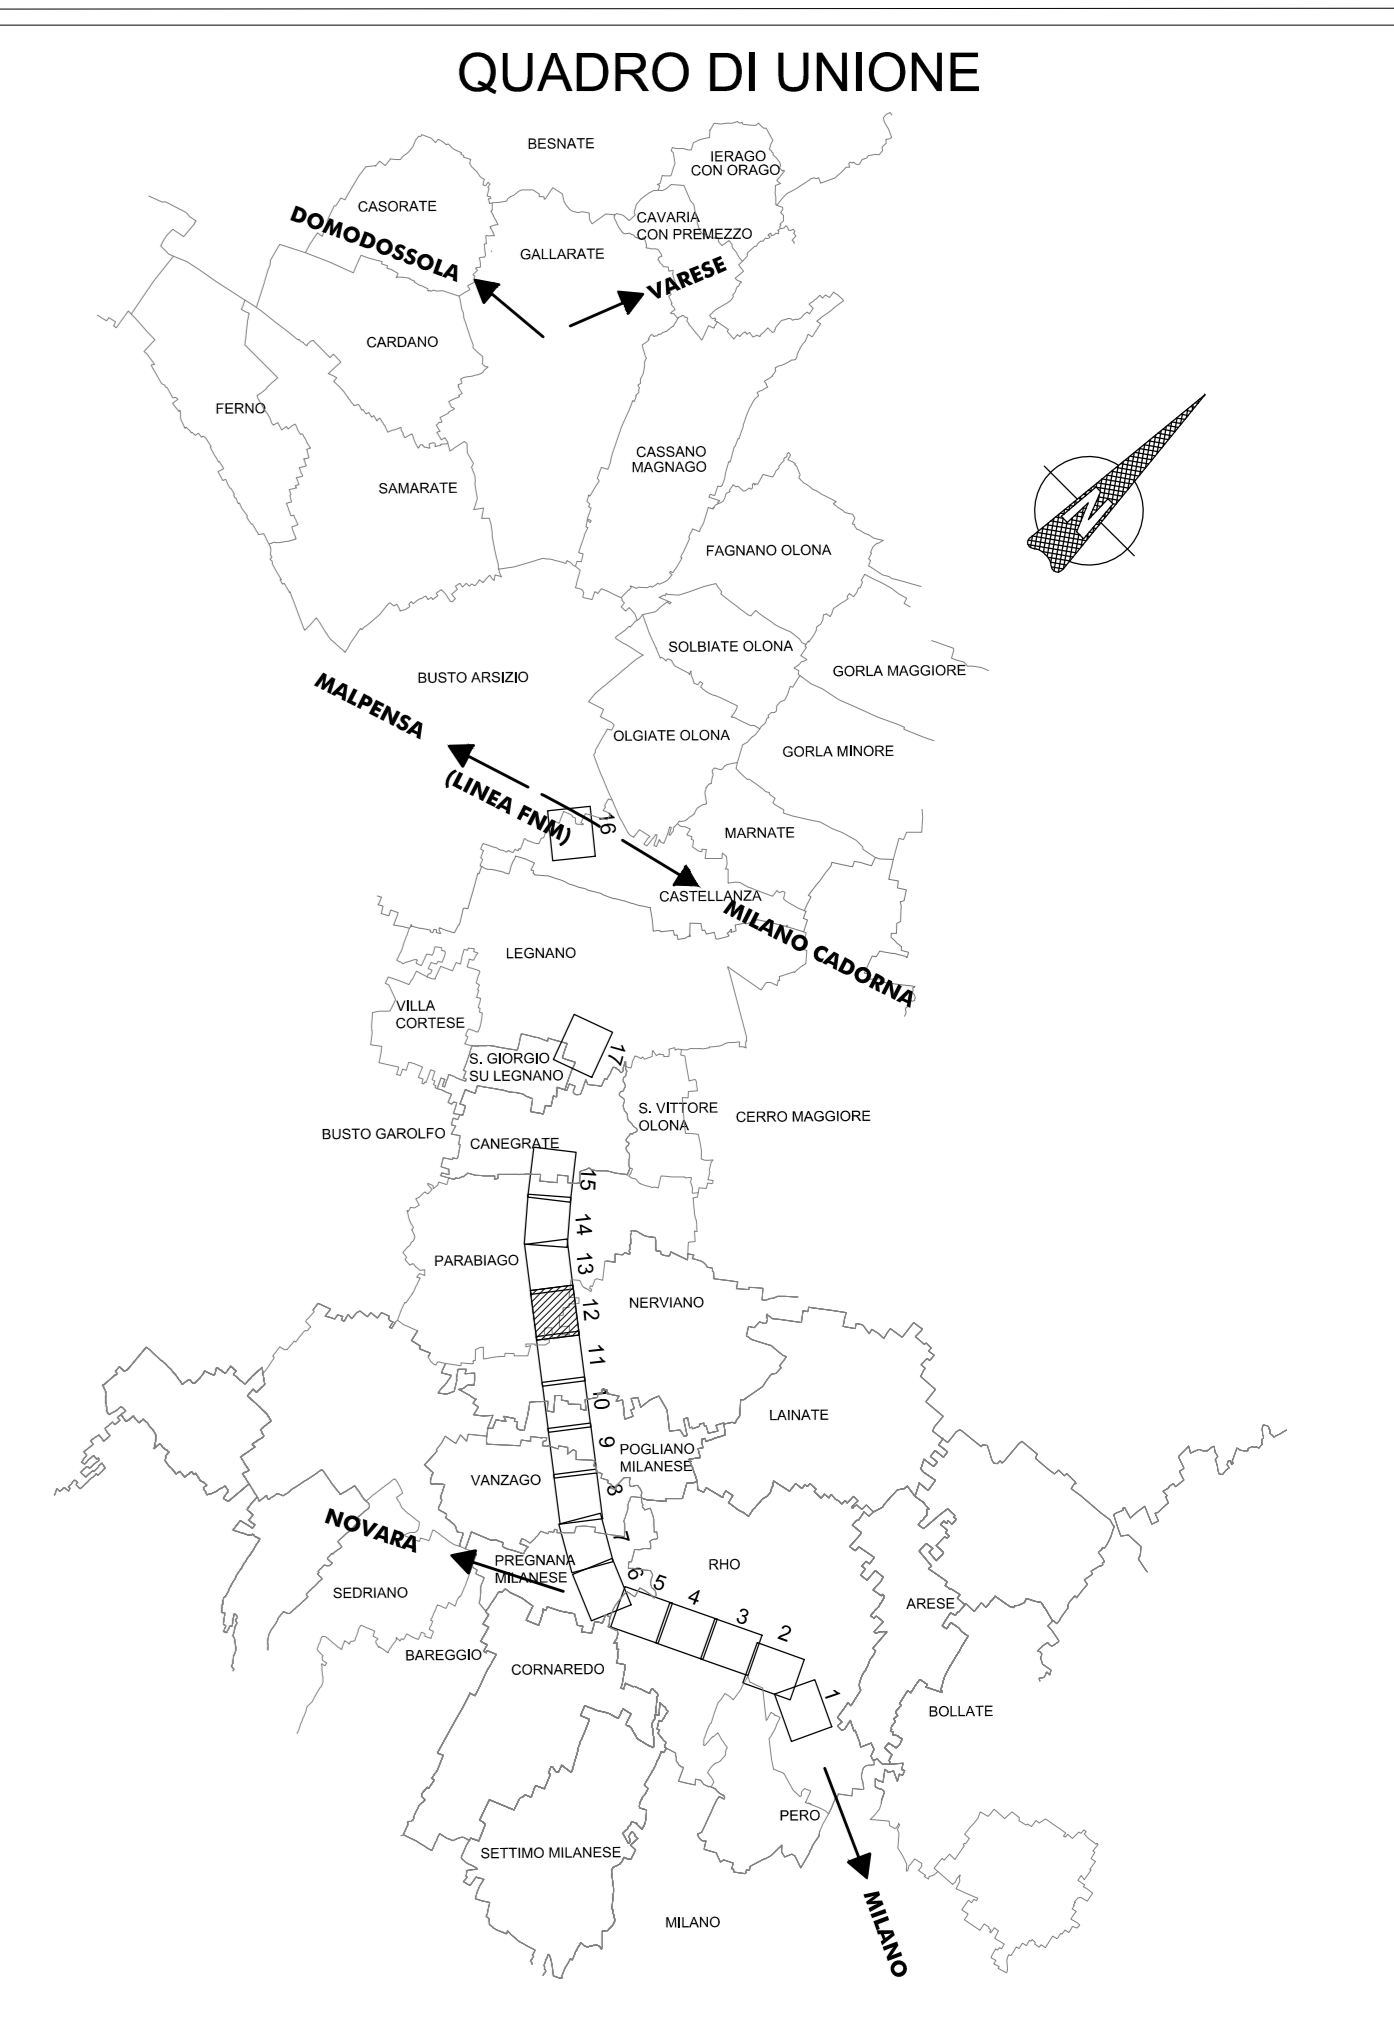 QUADRO DI UNIONE
BESNATE
IERAGO
CON ORAGO
CASORATE
DOMODOSSOLA
CAVARIA
CON PREMEZZO
GALLARATE
VARESE
CARDANO
FERNO
CASSANO
MAGNAGO
SAMARATE
N
FAGNANO OLONA
SOLBIATE OLONA
GORLA MAGGIORE
BUSTO ARSIZIO
MALPENSA
OLGIATE OLONA
GORLA MINORE
(LINEA FNM)
16
MARNATE
CASTELLANZA
MILANO CADORNA
LEGNANO
VILLA
CORTESE
17
S. GIORGIO
SU LEGNANO
S. VITTORE
OLONA
CERRO MAGGIORE
BUSTO GAROLFO
CANEGRATE
15
14
PARABIAGO
13
NERVIANO
12
11
10
LAINATE
9
POGLIANO
MILANESE
VANZAGO
8
NOVARA
7
PREGNANA
MILANESE
RHO
6
5
4
3
2
1
SEDRIANO
ARESE
BAREGGIO
CORNAREDO
BOLLATE
PERO
SETTIMO MILANESE
MILANO
MILANO